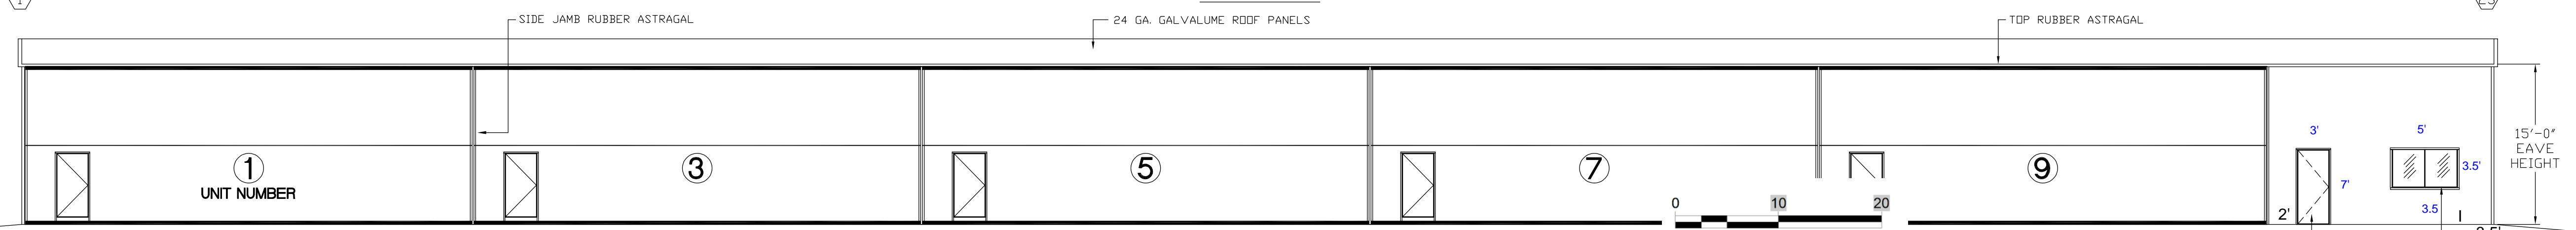 1
SIDE JAMB RUBBER ASTRAGAL
24 GA. GALVALUME ROOF PANELS
TOP RUBBER ASTRAGAL
1
UNIT NUMBER
3
5
7
9
0 10 20
3'
5'
7'
3.5'
3.5
2'
15'-0"
EAVE
HEIGHT